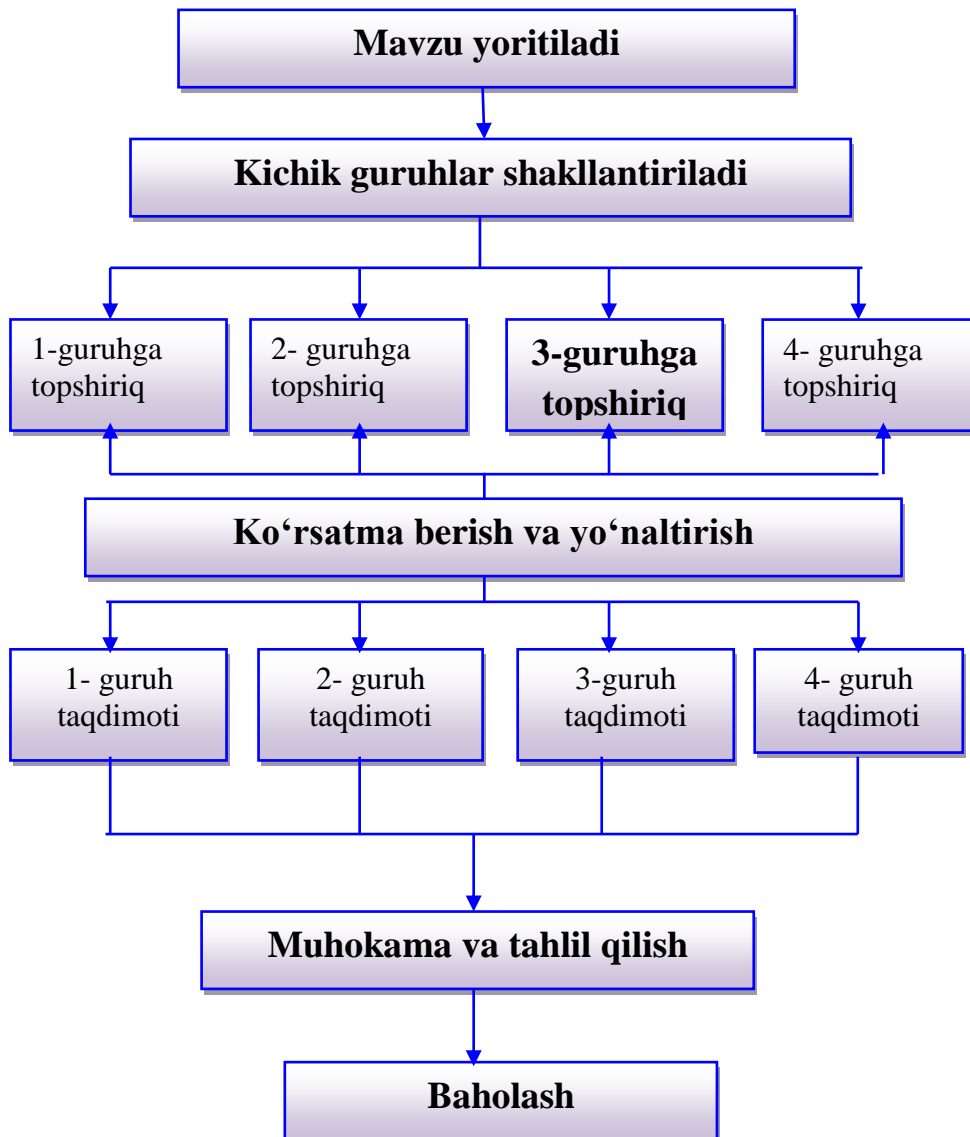 Mavzu yoritiladi
Kichik guruhlar shakllantiriladi
1-guruhga
topshiriq
2- guruhga
topshiriq
3-guruhga
topshiriq
4- guruhga
topshiriq
Ko‘rsatma berish va yo‘naltirish
1- guruh
taqdimoti
2- guruh
taqdimoti
3-guruh
taqdimoti
4- guruh
taqdimoti
Muhokama va tahlil qilish
Baholash